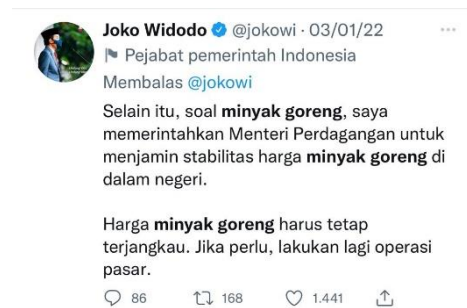 Joko Widodo @jokowi · 03/01/22
Pejabat pemerintah Indonesia
Membalas @jokowi
Selain itu, soal minyak goreng, saya
memerintahkan Menteri Perdagangan untuk
menjamin stabilitas harga minyak goreng di
dalam negeri.
Harga minyak goreng harus tetap
terjangkau. Jika perlu, lakukan lagi operasi
pasar.
86 168 1.441